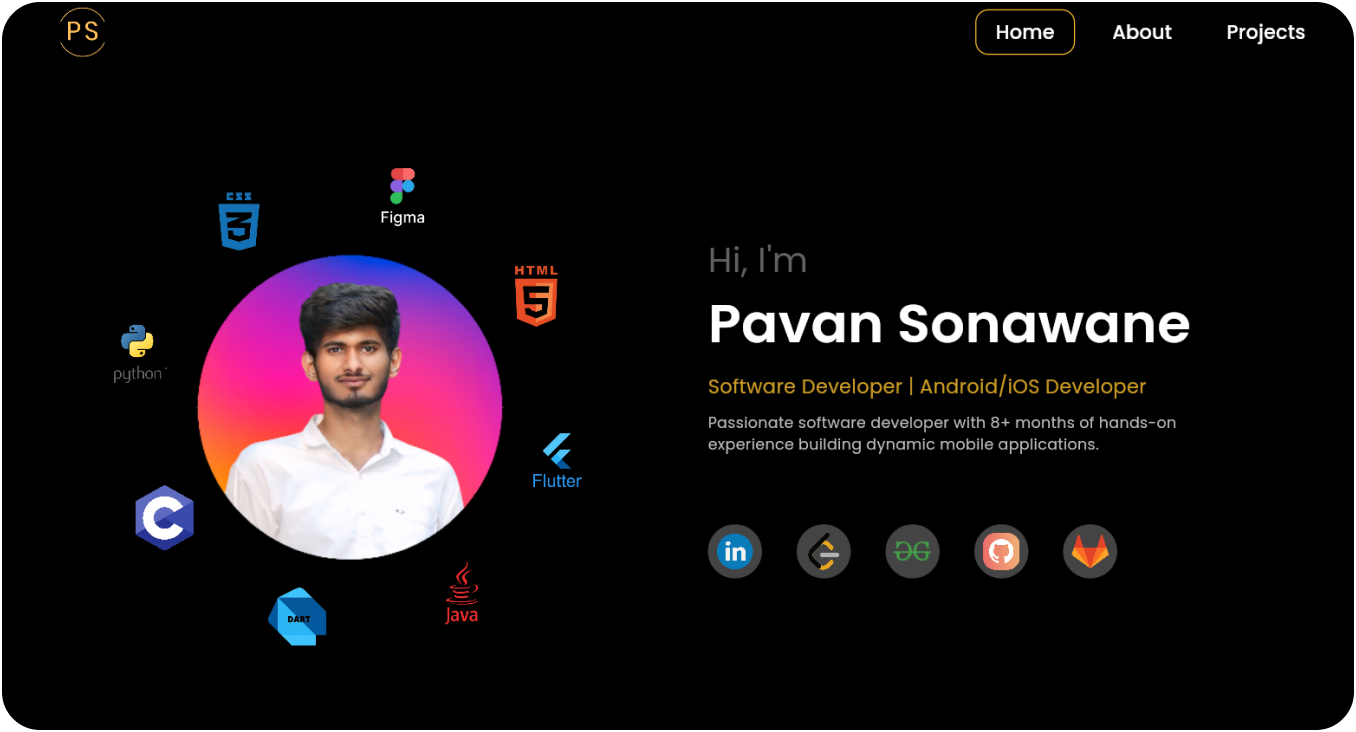 PS
Home
About
Projects
CSS
3
Figma
HTML
5
python
C
Flutter
DART
Java
Hi, I'm
Pavan Sonawane
Software Developer | Android/iOS Developer
Passionate software developer with 8+ months of hands-on
experience building dynamic mobile applications.
in